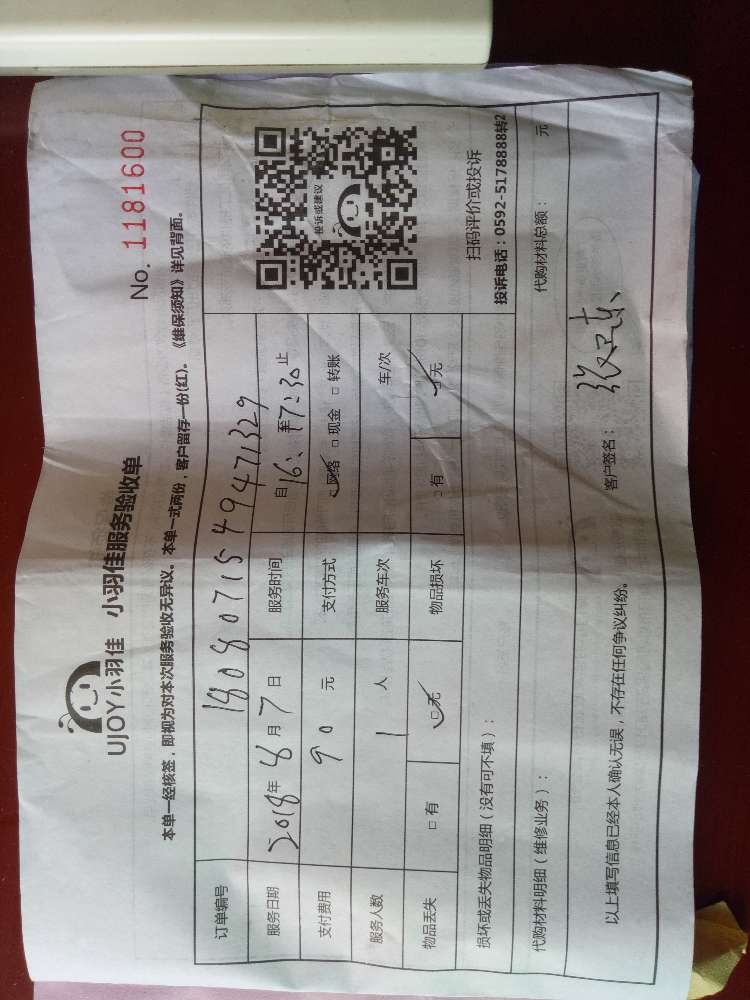 UJOY小羽佳 小羽佳服务验收单
No. 1181600
本单一经核签，即视为对本次服务验收无异议。本单一式两份，客户留存一份(红)。《维保须知》详见背面。
订单编号 1808071549471329
服务日期 2018年8月7日 服务时间 自16: 至17:30止
支付费用 90 元 支付方式 ☑网络 □现金 □转账
服务人数 1 人 服务车次 车/次
物品丢失 □有 ☑无 物品损坏 □有 ☑无
投诉或建议
扫码评价或投诉
投诉电话：0592-5178888转2
损坏或丢失物品明细（没有可不填）：
代购材料明细（维修业务）： 代购材料总额： 元
以上填写信息已经本人确认无误，不存在任何争议纠纷。 客户签名：